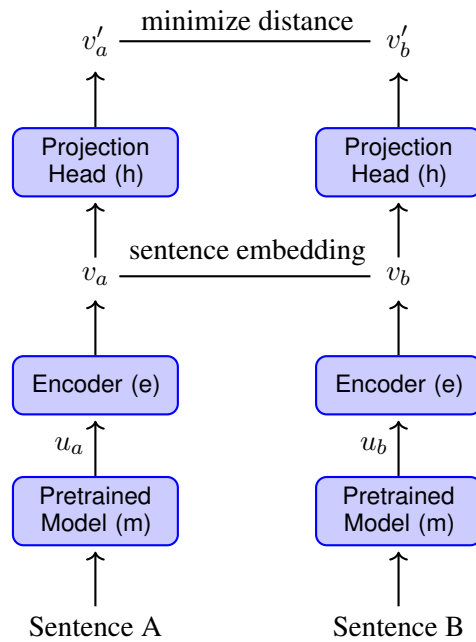 v′a minimize distance v′b
Projection Projection
Head (h) Head (h)
va sentence embedding vb
Encoder (e) Encoder (e)
ua ub
Pretrained Pretrained
Model (m) Model (m)
Sentence A Sentence B